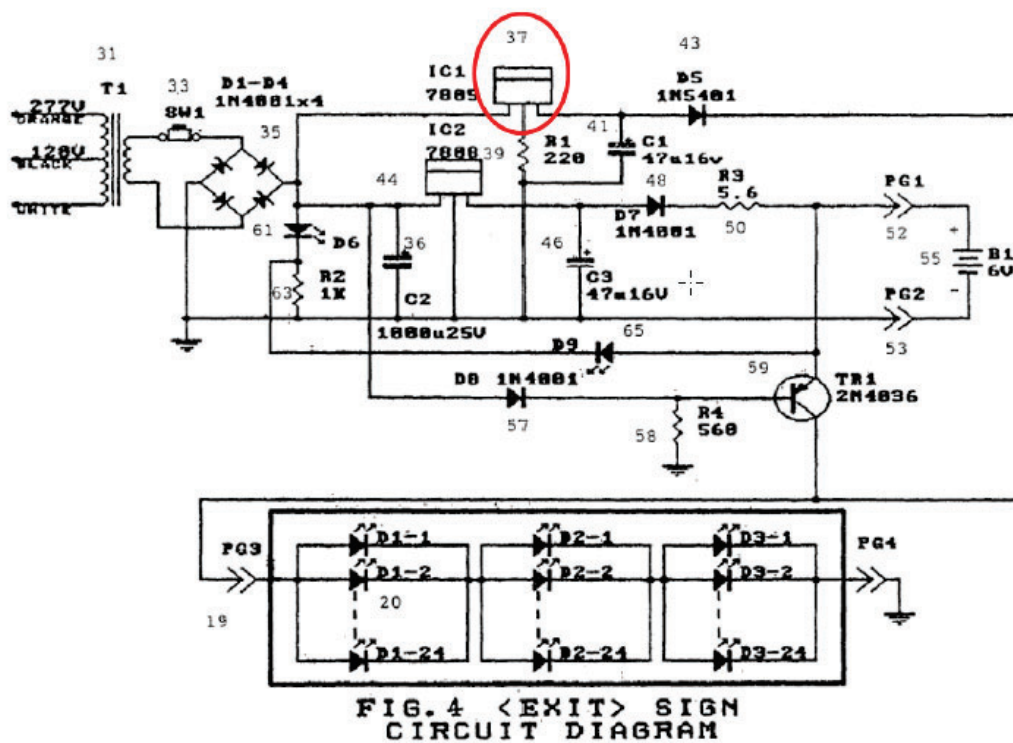 37
43
31
T1
33
D1-D4
1N4001x4
IC1
7805
D5
1N5401
277V
ORANGE
SW1
35
41
R1
220
C1
47u16v
120V
BLACK
IC2
7808
39
44
48
R3
5.6
PG1
WHITE
61
D6
36
46
D7
1N4001
50
52
55
B1
6V
+
-
63
R2
1K
C2
1000u25V
C3
47u16V
PG2
53
65
D9
59
D8 1N4001
TR1
2N4036
57
58
R4
560
PG3
D1-1
D2-1
D3-1
PG4
D1-2
D2-2
D3-2
19
20
D1-24
D2-24
D3-24
FIG.4 <EXIT> SIGN
CIRCUIT DIAGRAM